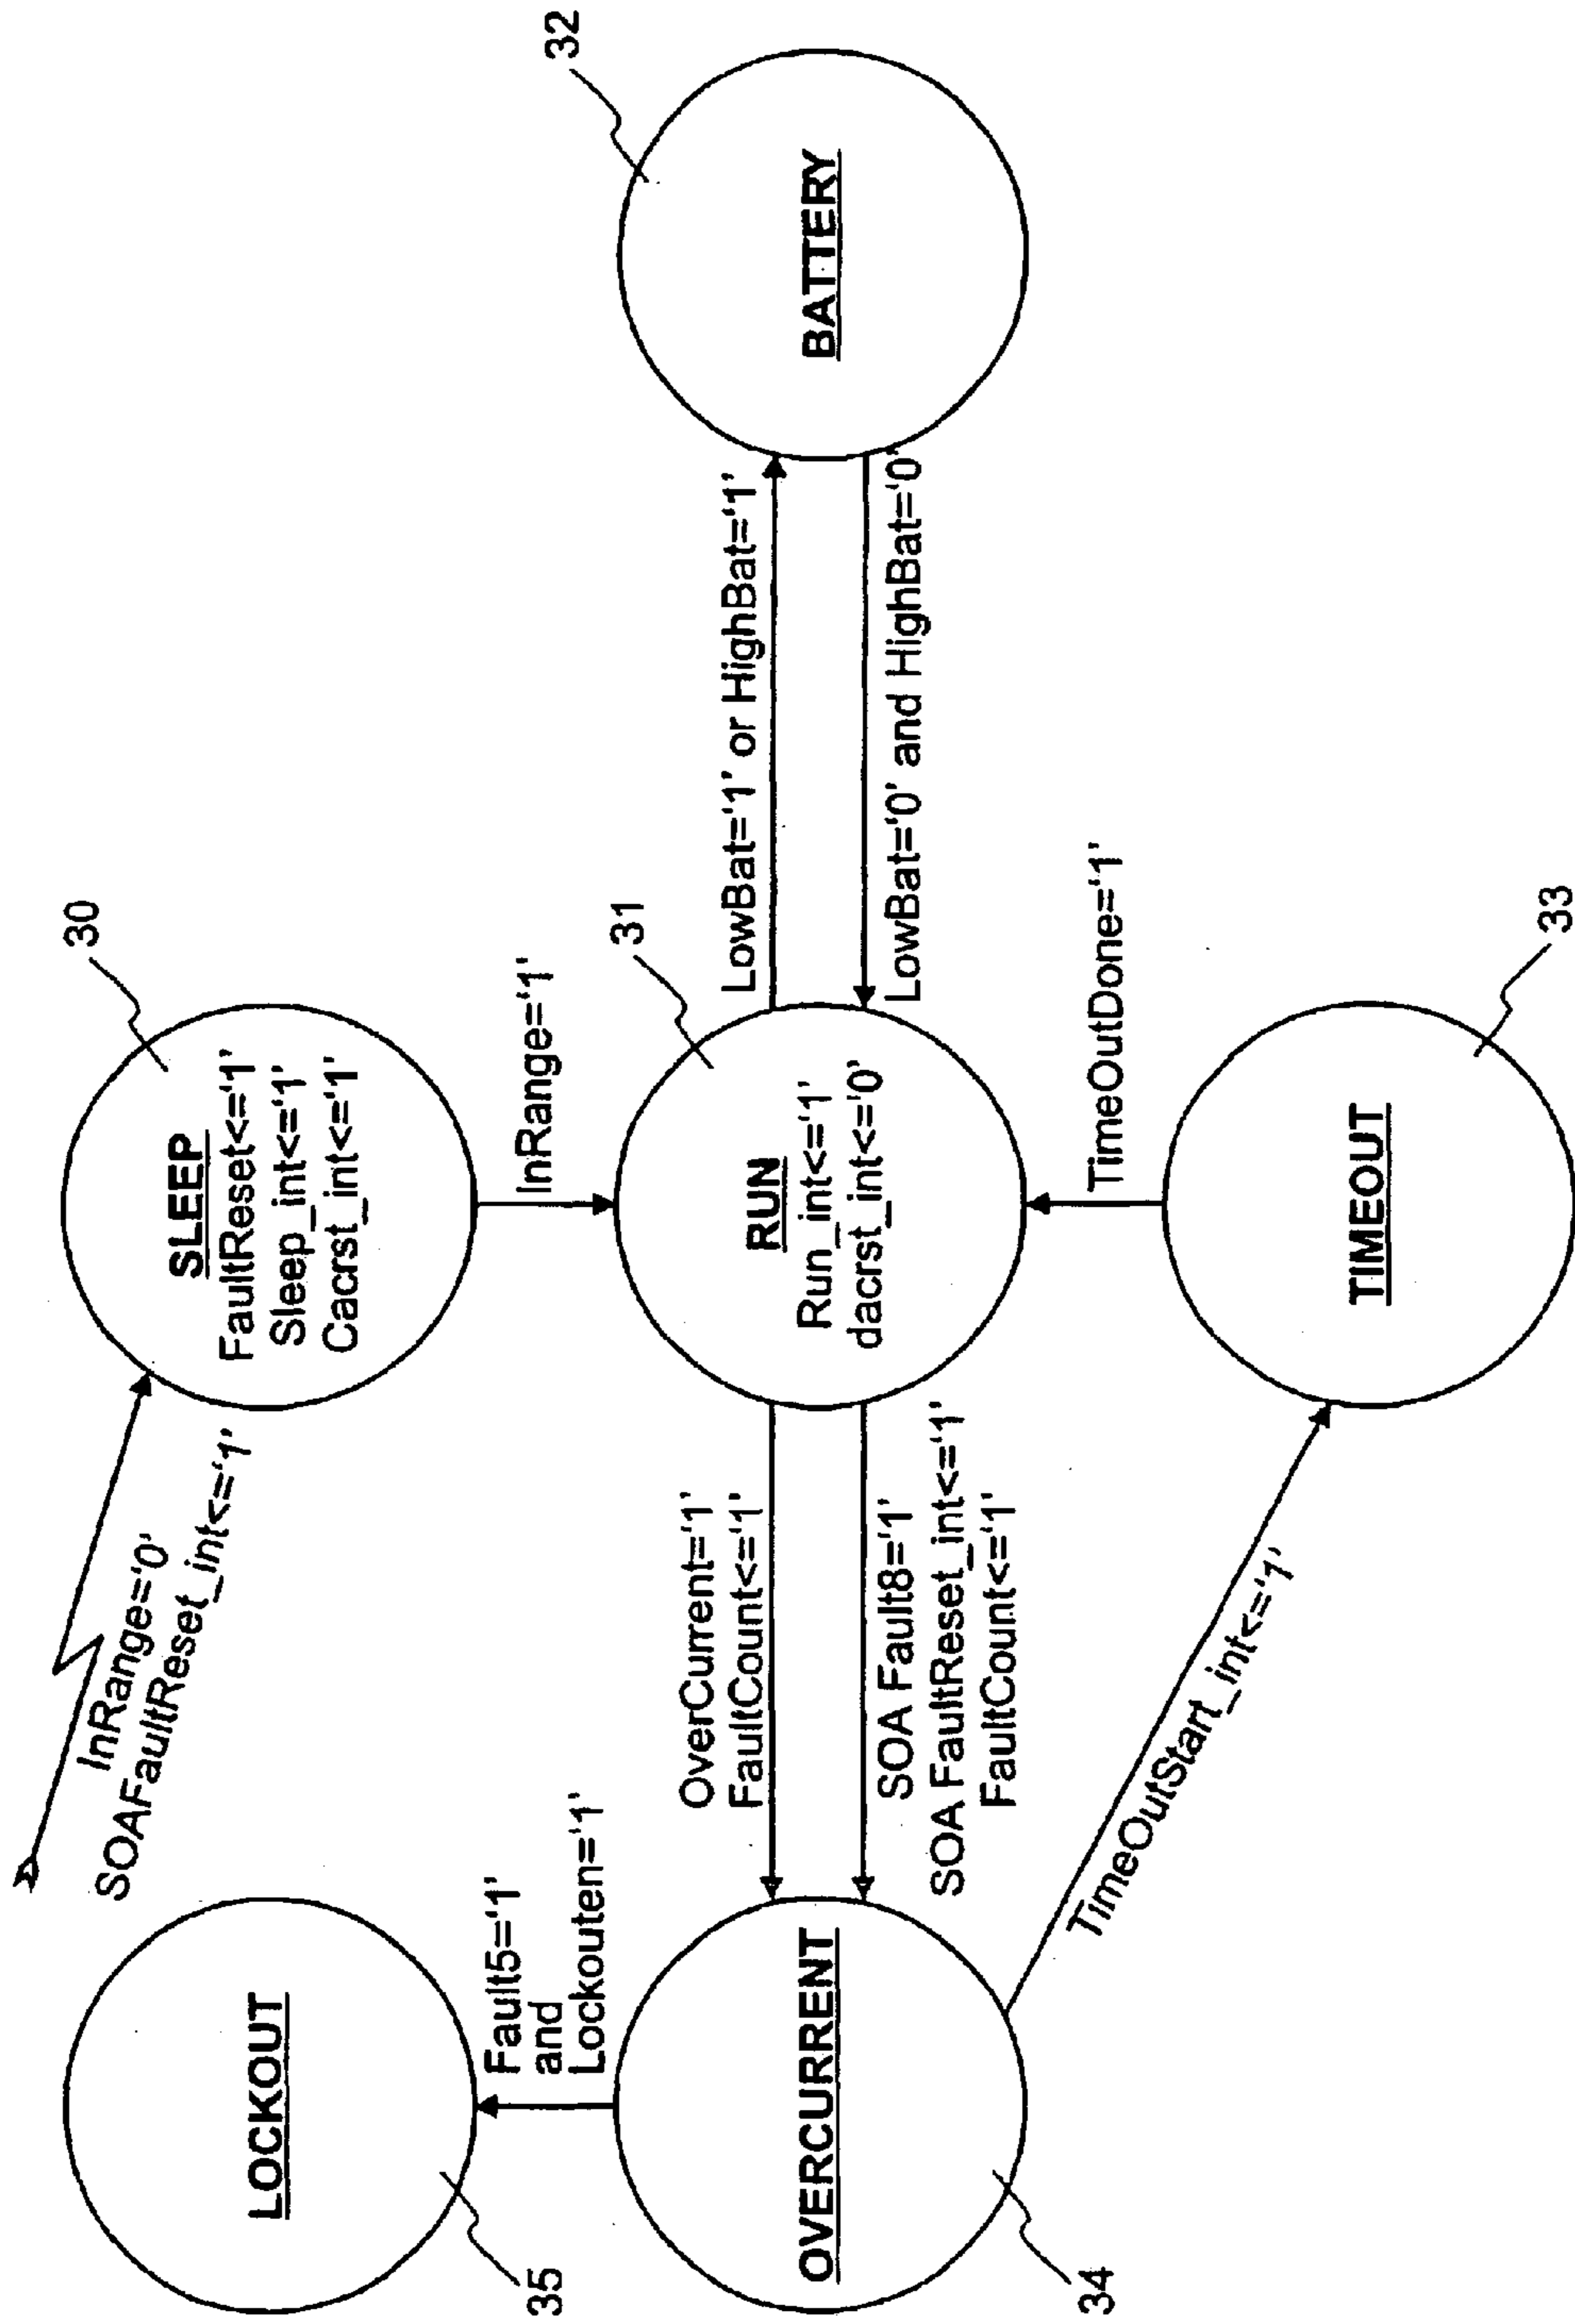 35
LOCKOUT
InRange='0'
SOAFaultReset_int<='1'
30
SLEEP
FaultReset<='1'
Sleep_int<='1'
Cacrst_int<='1'
Fault5='1'
and
Lockouten='1'
InRange='1'
34
OVERCURRENT
OverCurrent='1'
FaultCount<='1'
SOA Fault8='1'
SOA FaultReset_int<='1'
FaultCount<='1'
31
RUN
Run_int<='1'
dacrst_int<='0'
LowBat='1' or HighBat='1'
LowBat='0' and HighBat='0'
32
BATTERY
TimeOutStart_int<='1'
TimeOutDone='1'
33
TIMEOUT